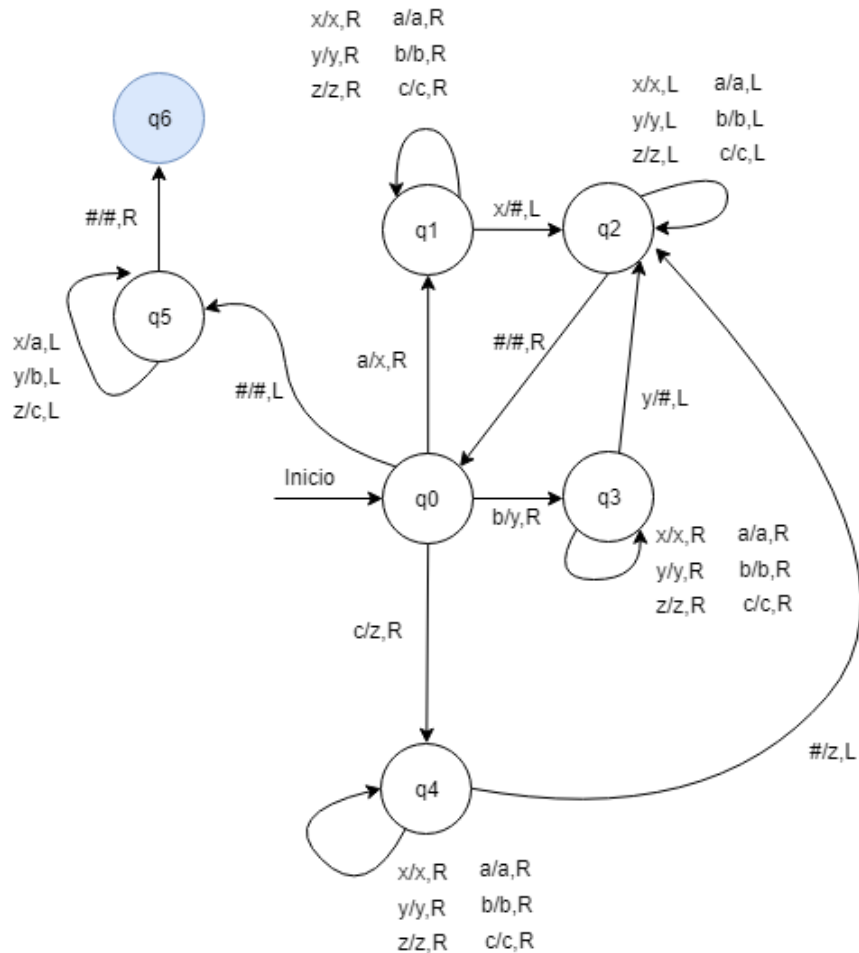 x/x,R a/a,R
y/y,R b/b,R
z/z,R c/c,R
x/x,L a/a,L
y/y,L b/b,L
z/z,L c/c,L
q6
#/#,R
q1
x/#,L
q2
q5
x/a,L
y/b,L
z/c,L
#/#,L
a/x,R
#/#,R
y/#,L
Inicio
q0
b/y,R
q3
x/x,R a/a,R
y/y,R b/b,R
z/z,R c/c,R
c/z,R
#/z,L
q4
x/x,R a/a,R
y/y,R b/b,R
z/z,R c/c,R